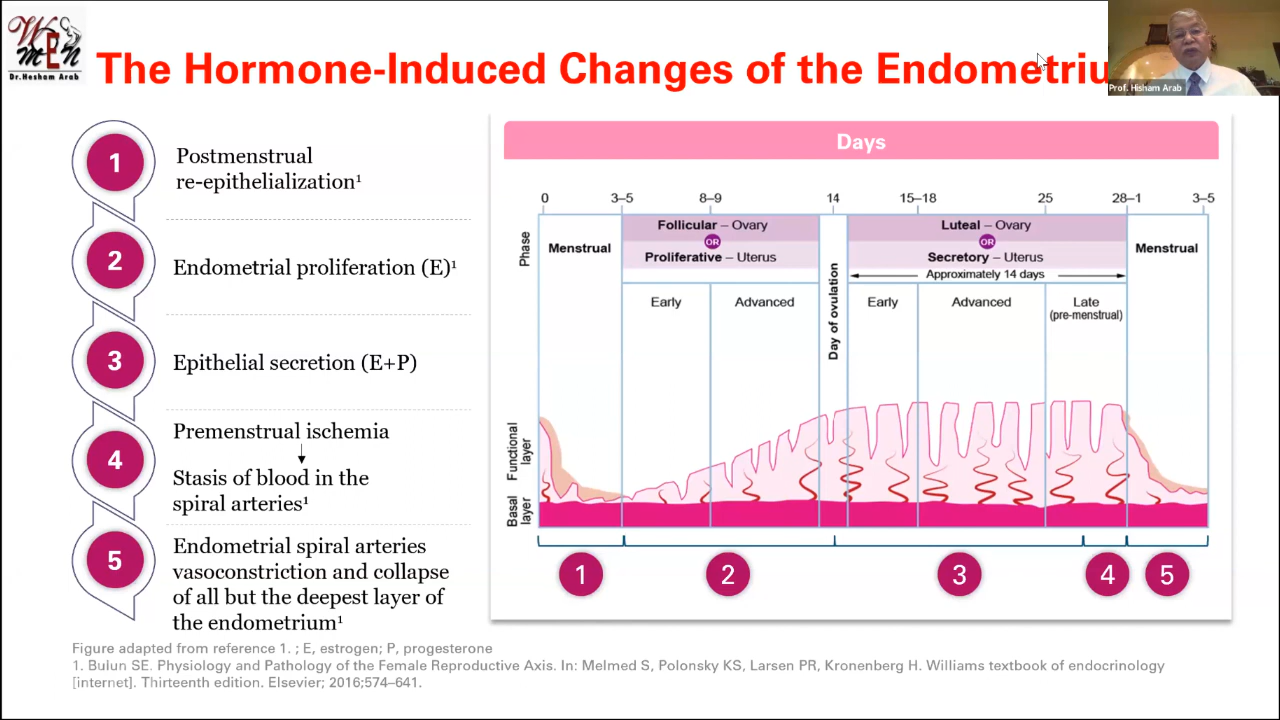 WOMEN
Dr.Hesham Arab
The Hormone-Induced Changes of the Endometriu
Prof. Hisham Arab
1
Postmenstrual
re-epithelialization¹
2
Endometrial proliferation (E)¹
3
Epithelial secretion (E+P)
4
Premenstrual ischemia
Stasis of blood in the
spiral arteries¹
5
Endometrial spiral arteries
vasoconstriction and collapse
of all but the deepest layer of
the endometrium¹
Days
0 3–5 8–9 14 15–18 25 28–1 3–5
Phase
Menstrual
Follicular – Ovary
OR
Proliferative – Uterus
Early
Advanced
Day of ovulation
Luteal – Ovary
OR
Secretory – Uterus
Approximately 14 days
Early
Advanced
Late
(pre-menstrual)
Menstrual
Functional
layer
Basal
layer
1 2 3 4 5
Figure adapted from reference 1. ; E, estrogen; P, progesterone
1. Bulun SE. Physiology and Pathology of the Female Reproductive Axis. In: Melmed S, Polonsky KS, Larsen PR, Kronenberg H. Williams textbook of endocrinology
[internet]. Thirteenth edition. Elsevier; 2016;574–641.